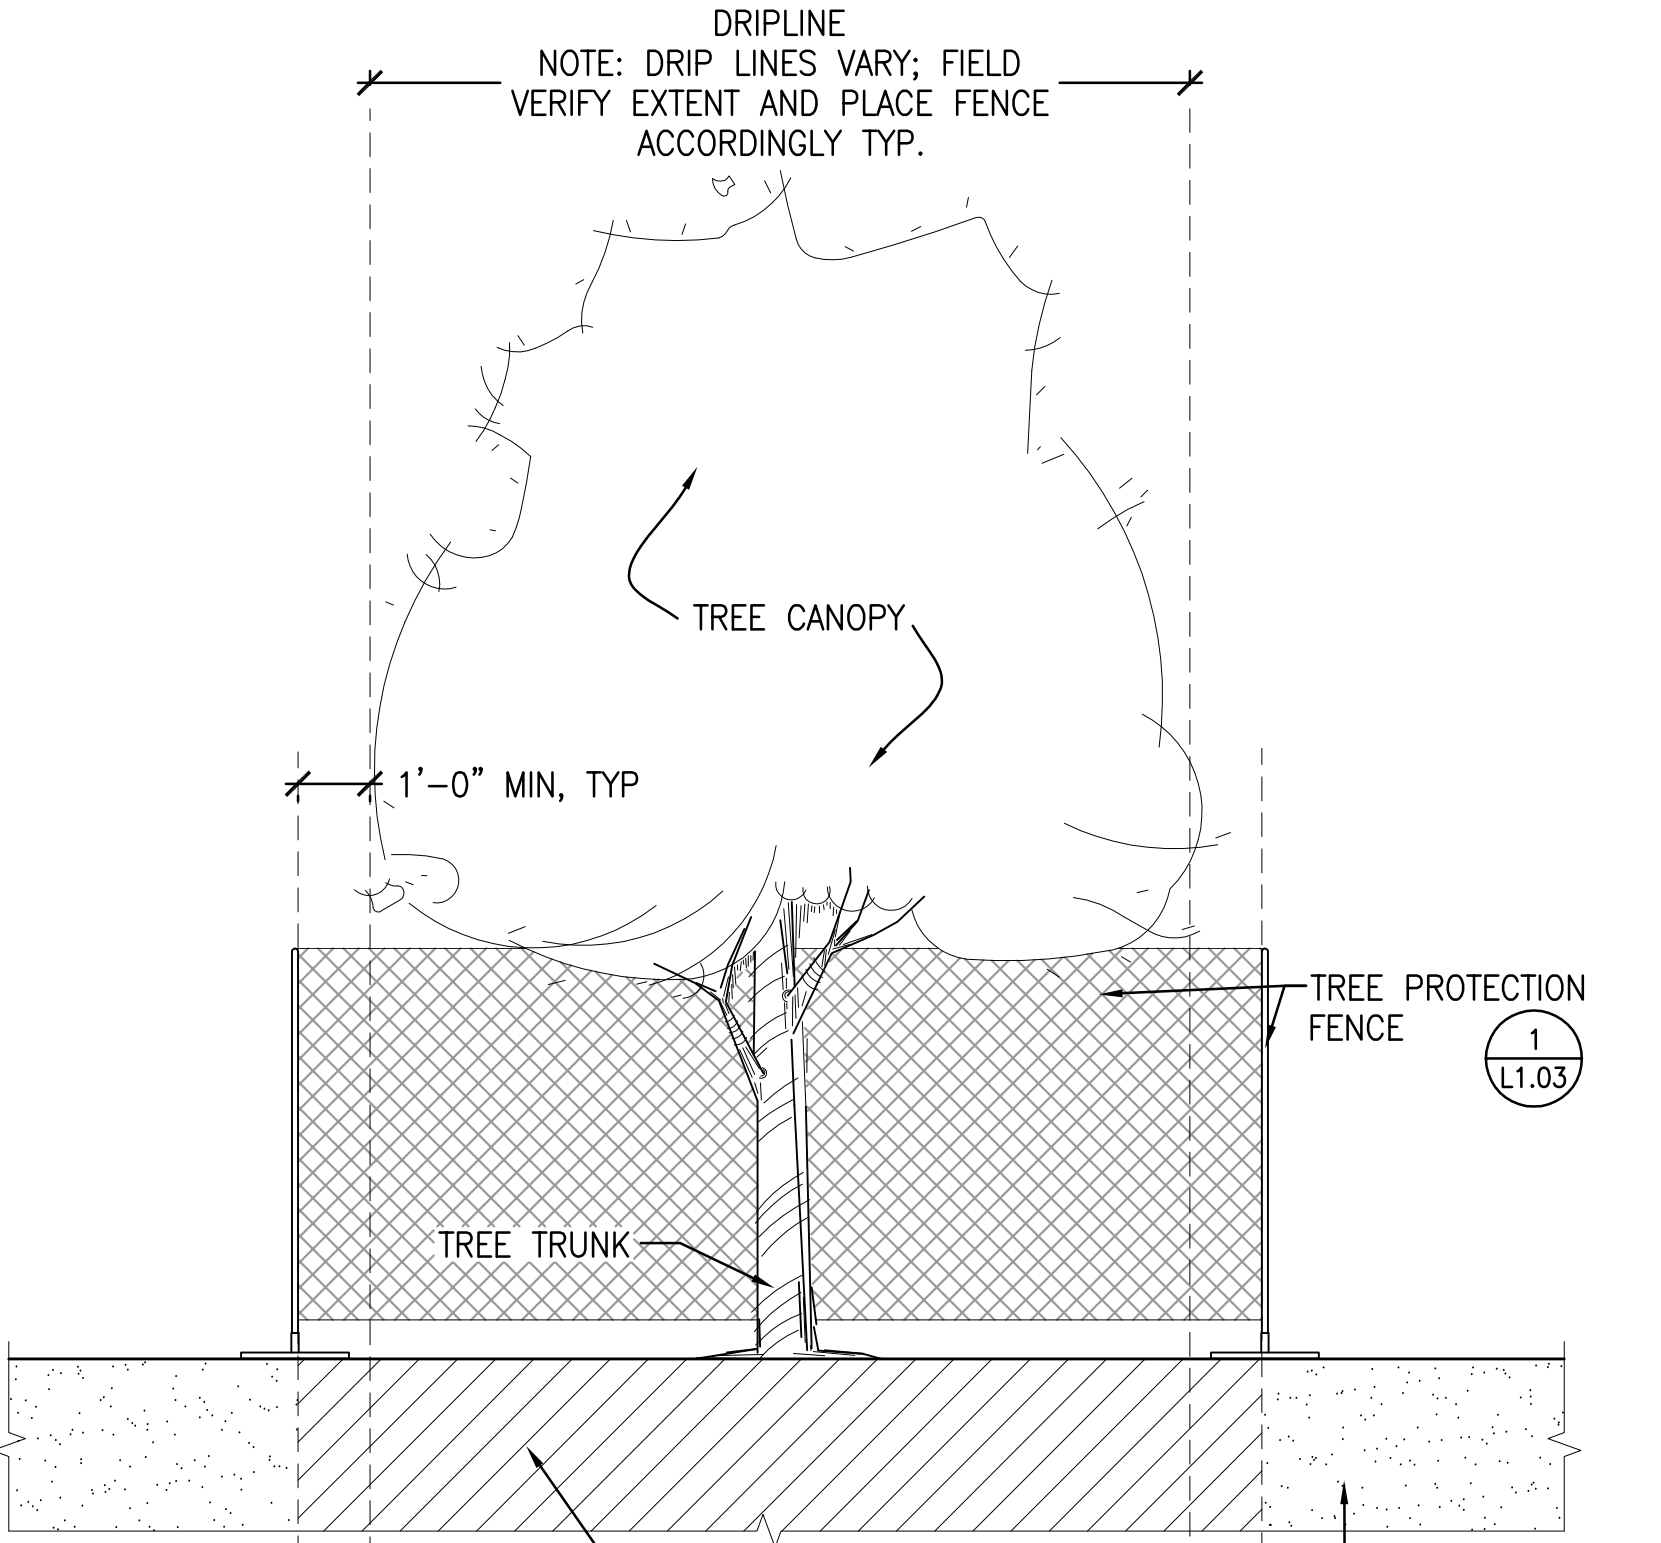 DRIPLINE
NOTE: DRIP LINES VARY; FIELD
VERIFY EXTENT AND PLACE FENCE
ACCORDINGLY TYP.
TREE CANOPY
1'-0" MIN, TYP
TREE PROTECTION
FENCE
1
L1.03
TREE TRUNK